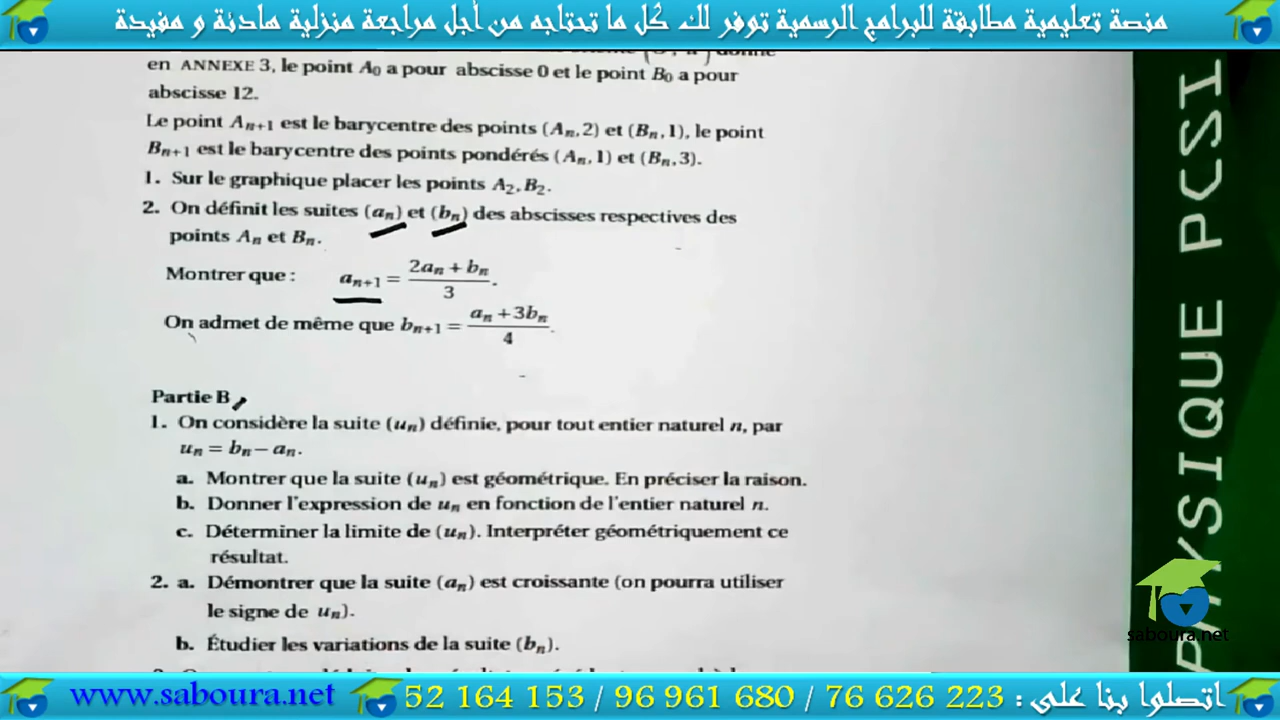 منصة تعليمية مطابقة للبرامج الرسمية توفر لك كل ما تحتاجه من أجل مراجعة منزلية هادئة و مفيدة
donné
en ANNEXE 3, le point A₀ a pour abscisse 0 et le point B₀ a pour
abscisse 12.
Le point Aₙ₊₁ est le barycentre des points (Aₙ, 2) et (Bₙ, 1), le point
Bₙ₊₁ est le barycentre des points pondérés (Aₙ, 1) et (Bₙ, 3).
1. Sur le graphique placer les points A₂, B₂.
2. On définit les suites (aₙ) et (bₙ) des abscisses respectives des
points Aₙ et Bₙ.
Montrer que : aₙ₊₁ = (2aₙ + bₙ)/3.
On admet de même que bₙ₊₁ = (aₙ + 3bₙ)/4.
Partie B
1. On considère la suite (uₙ) définie, pour tout entier naturel n, par
uₙ = bₙ − aₙ.
a. Montrer que la suite (uₙ) est géométrique. En préciser la raison.
b. Donner l'expression de uₙ en fonction de l'entier naturel n.
c. Déterminer la limite de (uₙ). Interpréter géométriquement ce
résultat.
2. a. Démontrer que la suite (aₙ) est croissante (on pourra utiliser
le signe de uₙ).
b. Étudier les variations de la suite (bₙ).
PHYSIQUE PCSI
saboura.net
www.saboura.net 52 164 153 / 96 961 680 / 76 626 223 : اتصلوا بنا على